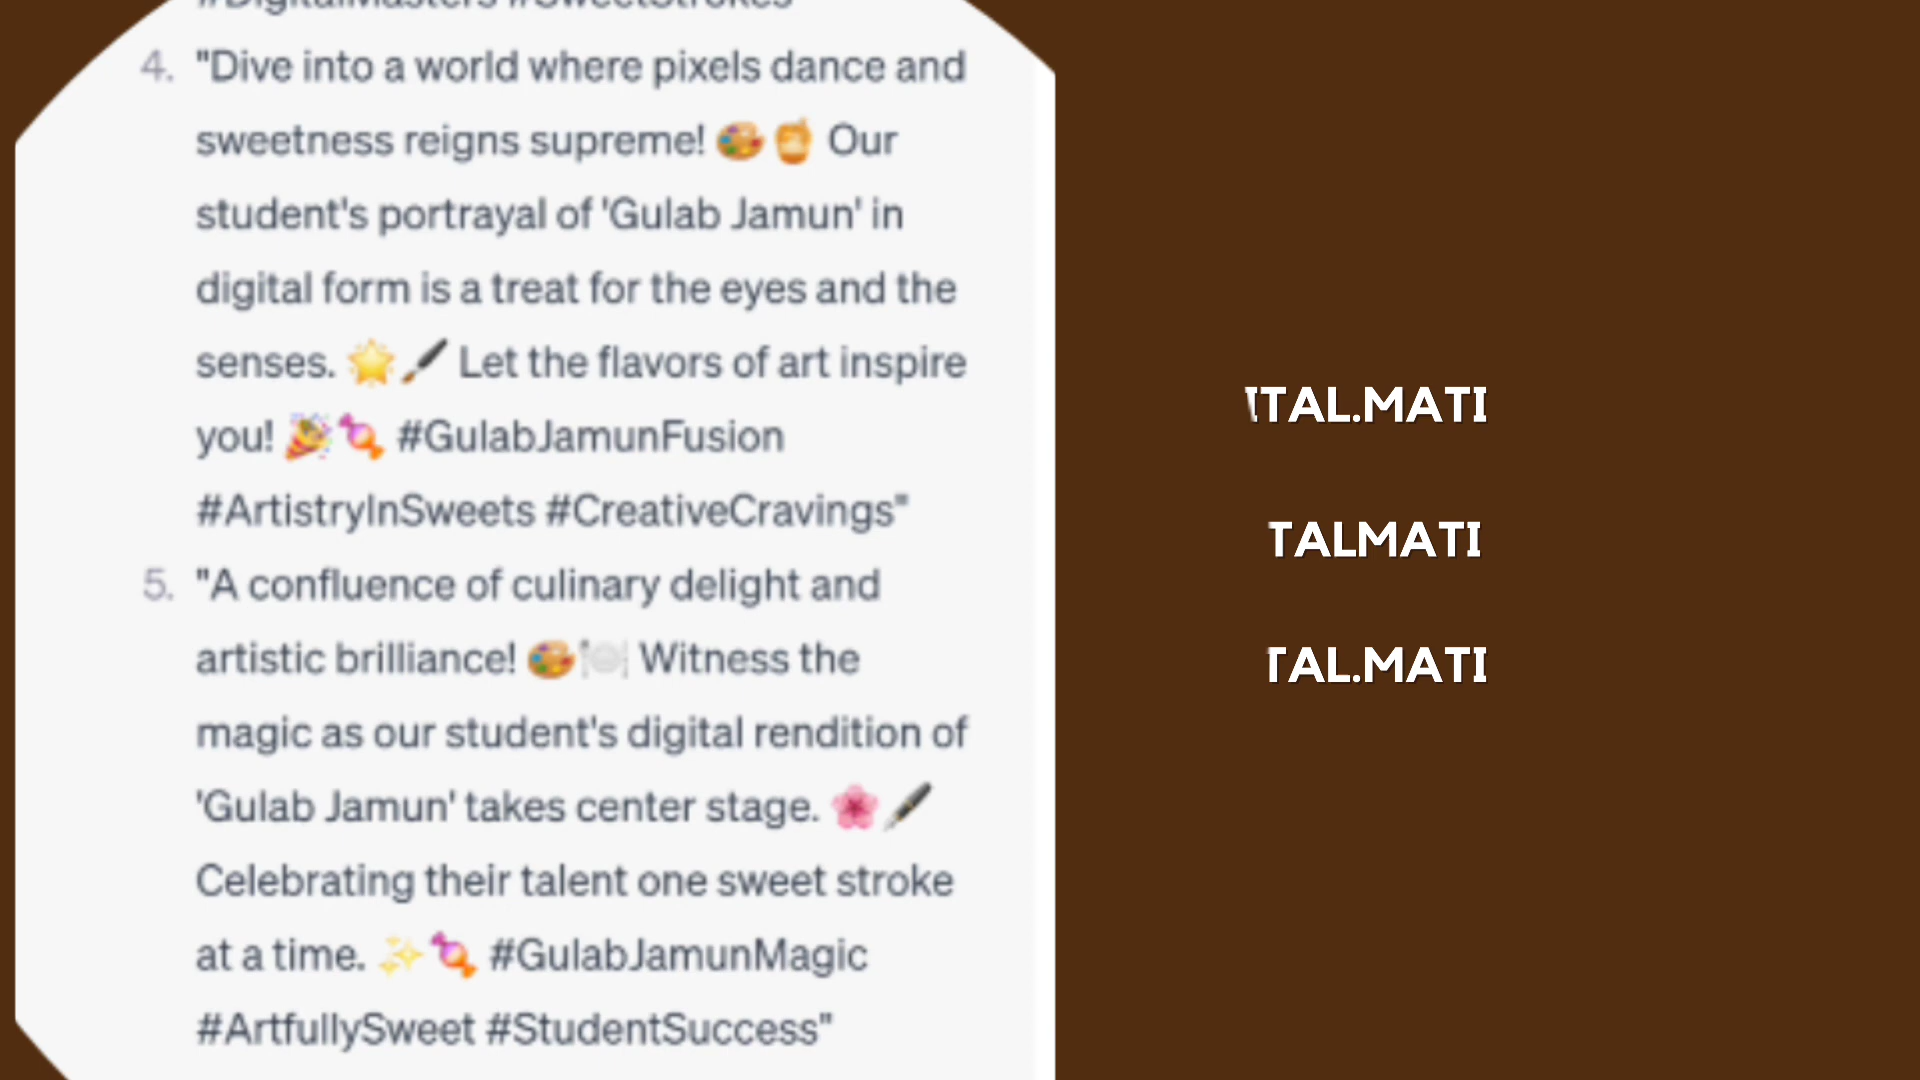 #DigitalMasters #SweetStrokes"
4. "Dive into a world where pixels dance and
sweetness reigns supreme! 🎨🍮 Our
student's portrayal of 'Gulab Jamun' in
digital form is a treat for the eyes and the
senses. 🌟🖌️ Let the flavors of art inspire
you! 🎉🍬 #GulabJamunFusion
#ArtistryInSweets #CreativeCravings"
5. "A confluence of culinary delight and
artistic brilliance! 🎨🍽️ Witness the
magic as our student's digital rendition of
'Gulab Jamun' takes center stage. 🌸🖋️
Celebrating their talent one sweet stroke
at a time. ✨🍬 #GulabJamunMagic
#ArtfullySweet #StudentSuccess"
ITAL.MATI
TALMATI
TAL.MATI